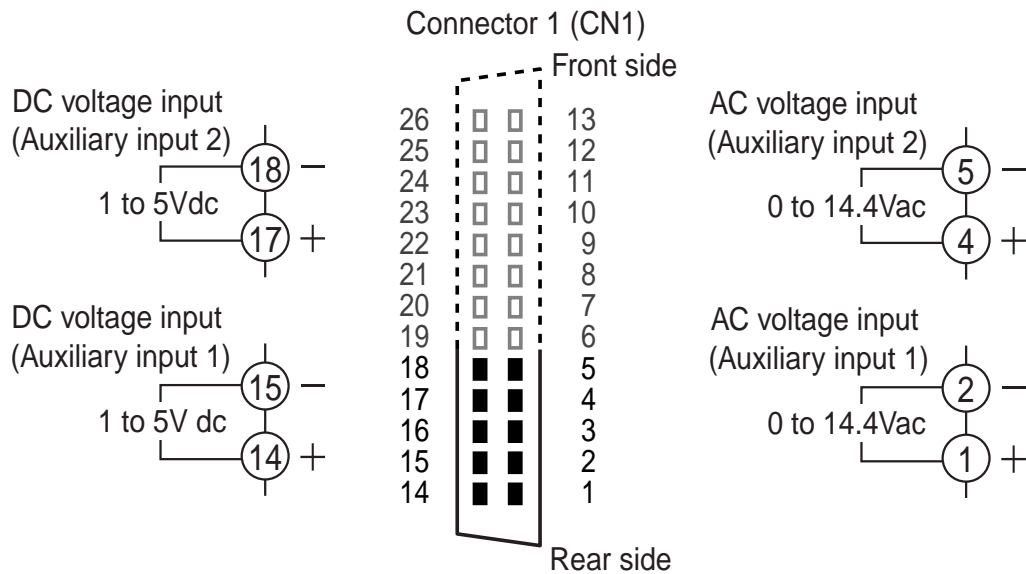 Connector 1 (CN1)
Front side
DC voltage input
(Auxiliary input 2)
18 −
1 to 5Vdc
17 +
DC voltage input
(Auxiliary input 1)
15 −
1 to 5V dc
14 +
26 13
25 12
24 11
23 10
22 9
21 8
20 7
19 6
18 5
17 4
16 3
15 2
14 1
AC voltage input
(Auxiliary input 2)
5 −
0 to 14.4Vac
4 +
AC voltage input
(Auxiliary input 1)
2 −
0 to 14.4Vac
1 +
Rear side